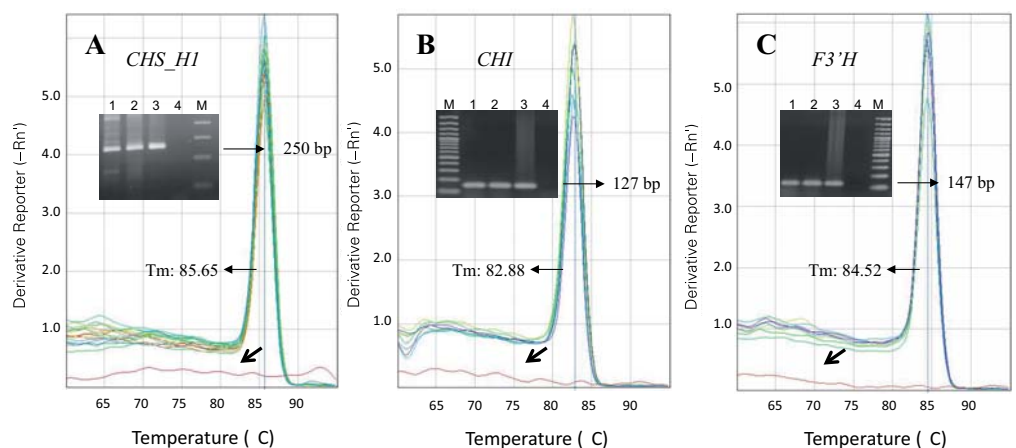 A
CHS_H1
1 2 3 4 M
250 bp
Tm: 85.65
5.0
4.0
3.0
2.0
1.0
Derivative Reporter (–Rn')
65 70 75 80 85 90
Temperature ( C)
B
CHI
M 1 2 3 4
127 bp
Tm: 82.88
5.0
4.0
3.0
2.0
1.0
Derivative Reporter (–Rn')
65 70 75 80 85 90
Temperature ( C)
C
F3'H
1 2 3 4 M
147 bp
Tm: 84.52
5.0
4.0
3.0
2.0
1.0
Derivative Reporter (–Rn')
65 70 75 80 85 90
Temperature ( C)